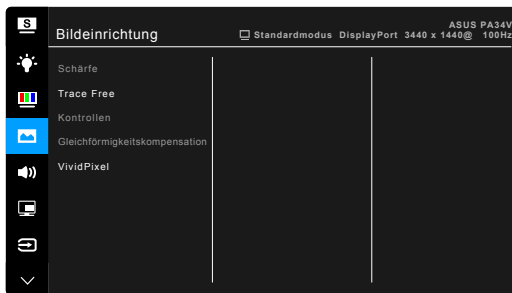 S
ASUS PA34V
Bildeinrichtung
Standardmodus DisplayPort 3440 x 1440@ 100Hz
Schärfe
Trace Free
Kontrollen
Gleichförmigkeitskompensation
VividPixel